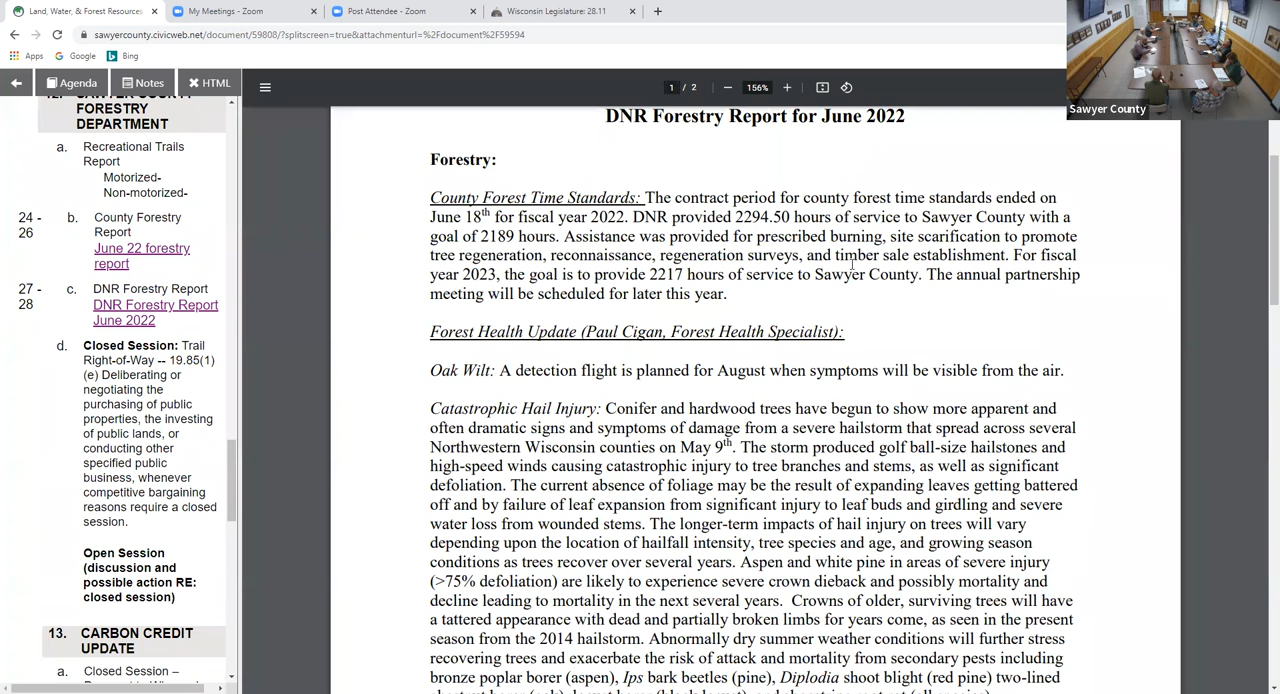 Land, Water, & Forest Resources
My Meetings - Zoom
Post Attendee - Zoom
Wisconsin Legislature: 28.11
sawyercounty.civicweb.net/document/59808/?splitscreen=true&attachmenturl=%2Fdocument%2F59594
Apps
Google
Bing
Agenda
Notes
HTML
1 / 2
156%
Sawyer County
FORESTRY
DEPARTMENT
a. Recreational Trails
Report
Motorized-
Non-motorized-
24 -
26
b. County Forestry
Report
June 22 forestry
report
27 -
28
c. DNR Forestry Report
DNR Forestry Report
June 2022
d. Closed Session: Trail
Right-of-Way -- 19.85(1)
(e) Deliberating or
negotiating the
purchasing of public
properties, the investing
of public lands, or
conducting other
specified public
business, whenever
competitive bargaining
reasons require a closed
session.
Open Session
(discussion and
possible action RE:
closed session)
13. CARBON CREDIT
UPDATE
a. Closed Session –
DNR Forestry Report for June 2022
Forestry:
County Forest Time Standards: The contract period for county forest time standards ended on
June 18th for fiscal year 2022. DNR provided 2294.50 hours of service to Sawyer County with a
goal of 2189 hours. Assistance was provided for prescribed burning, site scarification to promote
tree regeneration, reconnaissance, regeneration surveys, and timber sale establishment. For fiscal
year 2023, the goal is to provide 2217 hours of service to Sawyer County. The annual partnership
meeting will be scheduled for later this year.
Forest Health Update (Paul Cigan, Forest Health Specialist):
Oak Wilt: A detection flight is planned for August when symptoms will be visible from the air.
Catastrophic Hail Injury: Conifer and hardwood trees have begun to show more apparent and
often dramatic signs and symptoms of damage from a severe hailstorm that spread across several
Northwestern Wisconsin counties on May 9th. The storm produced golf ball-size hailstones and
high-speed winds causing catastrophic injury to tree branches and stems, as well as significant
defoliation. The current absence of foliage may be the result of expanding leaves getting battered
off and by failure of leaf expansion from significant injury to leaf buds and girdling and severe
water loss from wounded stems. The longer-term impacts of hail injury on trees will vary
depending upon the location of hailfall intensity, tree species and age, and growing season
conditions as trees recover over several years. Aspen and white pine in areas of severe injury
(>75% defoliation) are likely to experience severe crown dieback and possibly mortality and
decline leading to mortality in the next several years. Crowns of older, surviving trees will have
a tattered appearance with dead and partially broken limbs for years come, as seen in the present
season from the 2014 hailstorm. Abnormally dry summer weather conditions will further stress
recovering trees and exacerbate the risk of attack and mortality from secondary pests including
bronze poplar borer (aspen), Ips bark beetles (pine), Diplodia shoot blight (red pine) two-lined